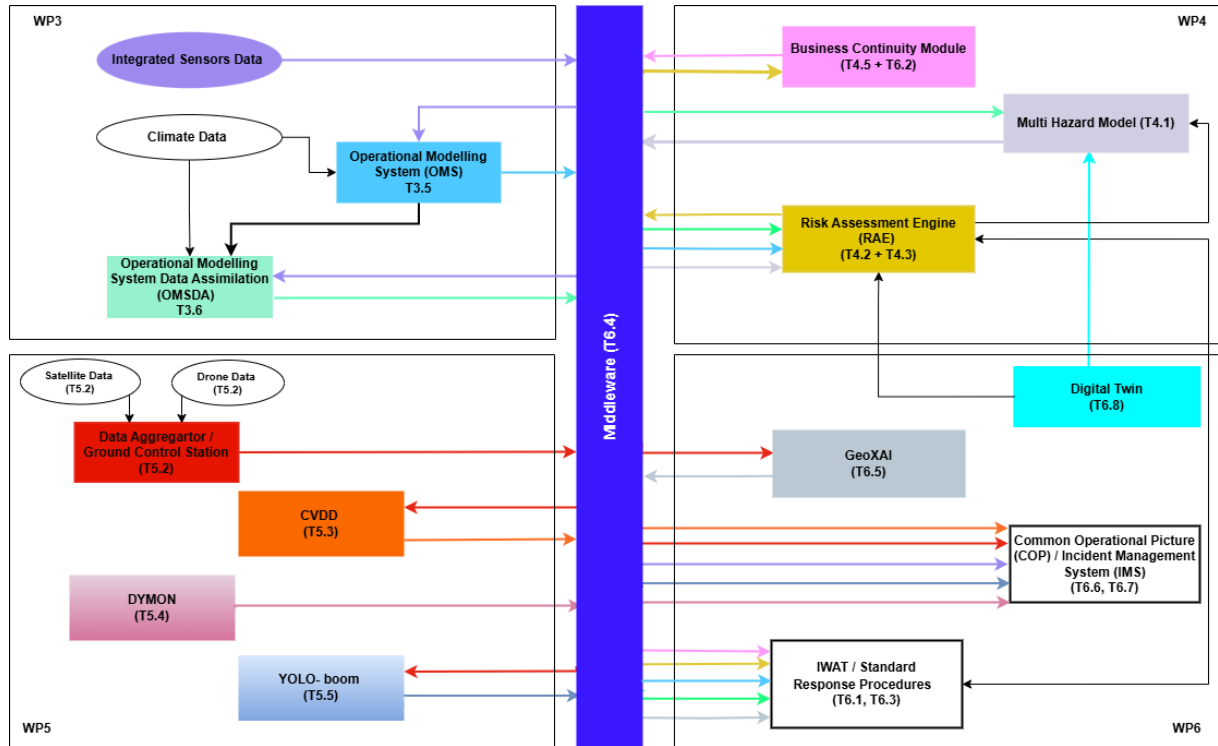 WP3
Integrated Sensors Data
Climate Data
Operational Modelling
System (OMS)
T3.5
Operational Modelling
System Data Assimilation
(OMSDA)
T3.6
Middleware (T6.4)
WP4
Business Continuity Module
(T4.5 + T6.2)
Multi Hazard Model (T4.1)
Risk Assessment Engine
(RAE)
(T4.2 + T4.3)
Satellite Data
(T5.2)
Drone Data
(T5.2)
Data Aggregartor /
Ground Control Station
(T5.2)
CVDD
(T5.3)
DYMON
(T5.4)
YOLO- boom
(T5.5)
WP5
Digital Twin
(T6.8)
GeoXAI
(T6.5)
Common Operational Picture
(COP) / Incident Management
System (IMS)
(T6.6, T6.7)
IWAT / Standard
Response Procedures
(T6.1, T6.3)
WP6